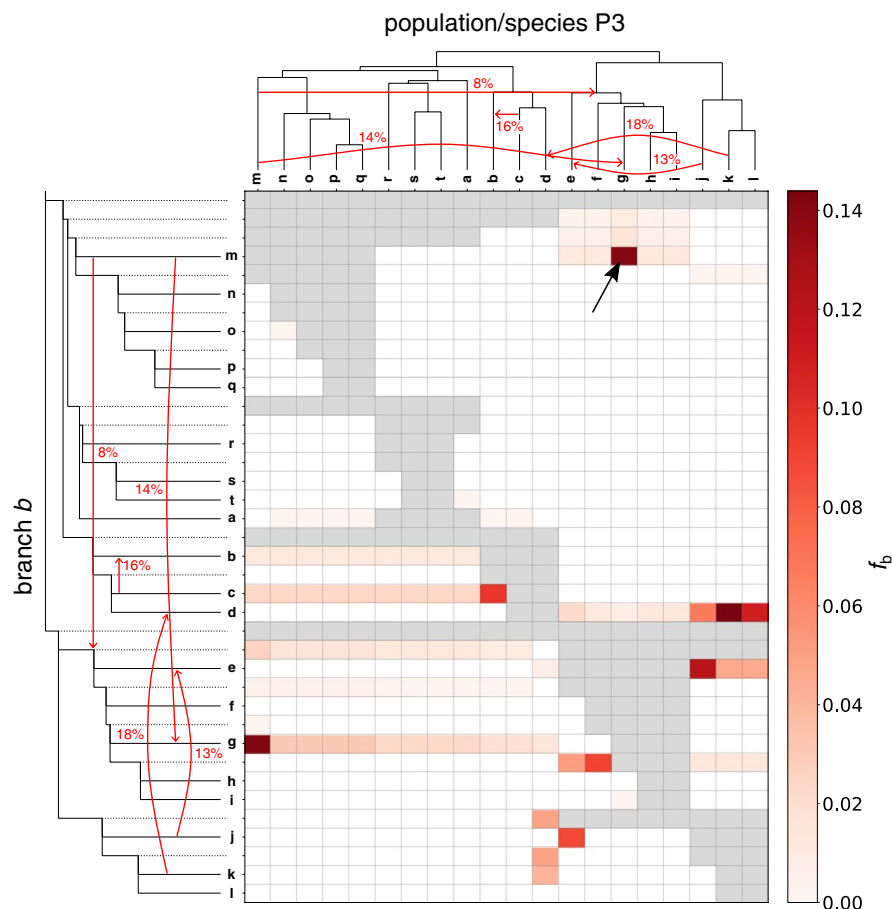 population/species P3
8%
16%
18%
14%
13%
m n o p q r s t a b c d e f g h i j k l
m
n
o
p
q
r
s
t
a
b
c
d
e
f
g
h
i
j
k
l
8%
14%
16%
18%
13%
branch b
0.14
0.12
0.10
0.08
0.06
0.04
0.02
0.00
fb